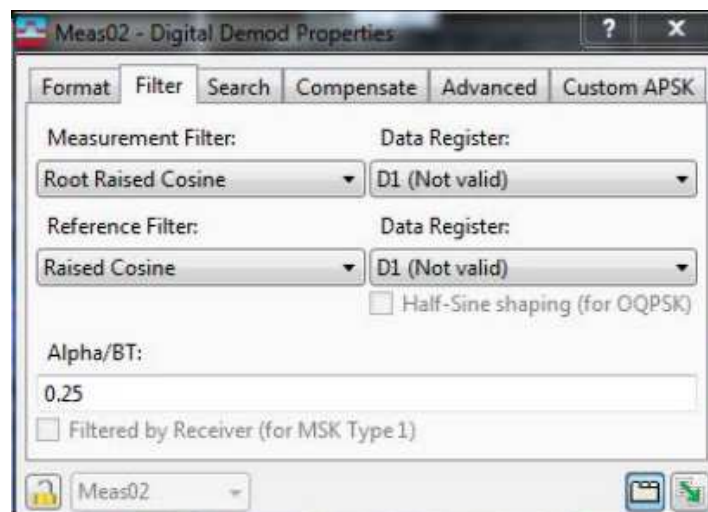 Meas02 - Digital Demod Properties
? x
Format Filter Search Compensate Advanced Custom APSK
Measurement Filter: Data Register:
Root Raised Cosine D1 (Not valid)
Reference Filter: Data Register:
Raised Cosine D1 (Not valid)
Half-Sine shaping (for OQPSK)
Alpha/BT:
0.25
Filtered by Receiver (for MSK Type 1)
Meas02